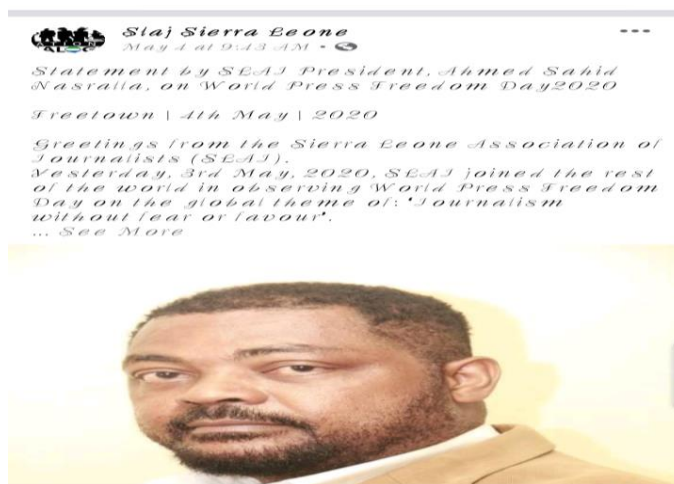 Slaj Sierra Leone
May 4 at 9:43 AM •
Statement by SLAJ President, Ahmed Sahid
Nasralla, on World Press Freedom Day2020
Freetown | 4th May | 2020
Greetings from the Sierra Leone Association of
Journalists (SLAJ).
Yesterday, 3rd May, 2020, SLAJ joined the rest
of the world in observing World Press Freedom
Day on the global theme of: 'Journalism
without fear or favour'.
... See More